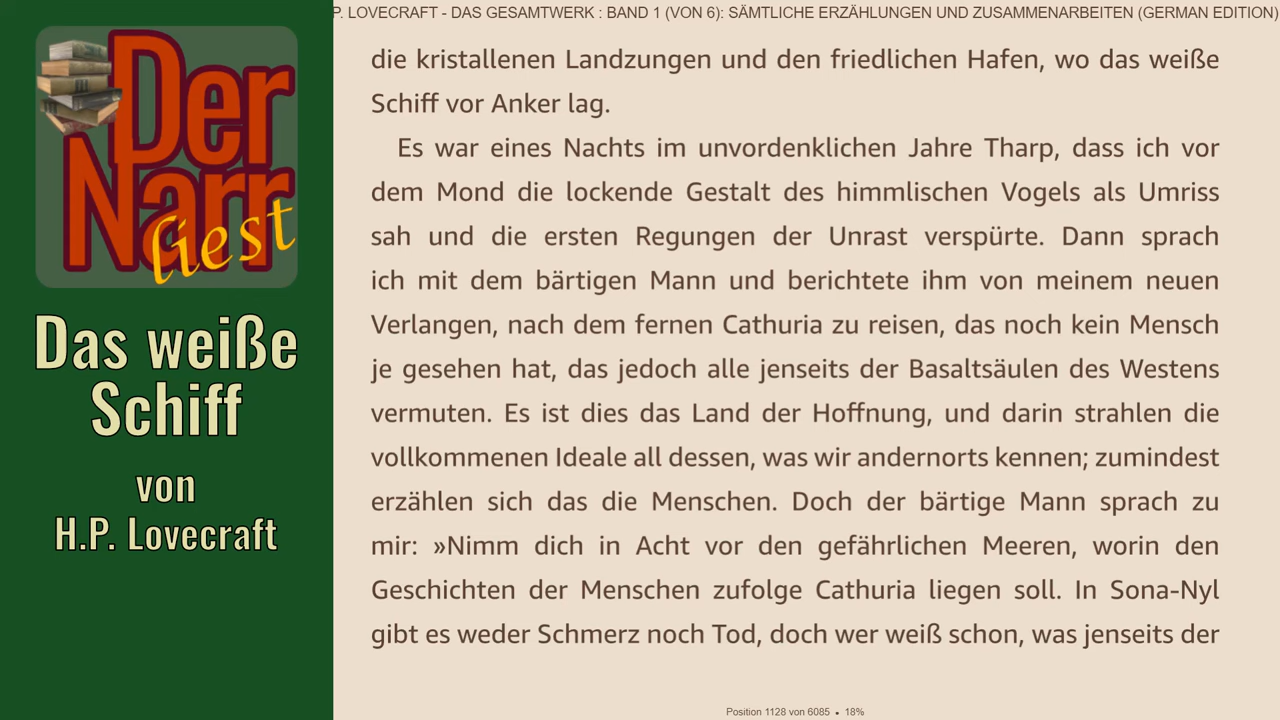 Der
Narr
liest
Das weiße
Schiff
von
H.P. Lovecraft
P. LOVECRAFT - DAS GESAMTWERK : BAND 1 (VON 6): SÄMTLICHE ERZÄHLUNGEN UND ZUSAMMENARBEITEN (GERMAN EDITION)
die kristallenen Landzungen und den friedlichen Hafen, wo das weiße
Schiff vor Anker lag.
Es war eines Nachts im unvordenklichen Jahre Tharp, dass ich vor
dem Mond die lockende Gestalt des himmlischen Vogels als Umriss
sah und die ersten Regungen der Unrast verspürte. Dann sprach
ich mit dem bärtigen Mann und berichtete ihm von meinem neuen
Verlangen, nach dem fernen Cathuria zu reisen, das noch kein Mensch
je gesehen hat, das jedoch alle jenseits der Basaltsäulen des Westens
vermuten. Es ist dies das Land der Hoffnung, und darin strahlen die
vollkommenen Ideale all dessen, was wir andernorts kennen; zumindest
erzählen sich das die Menschen. Doch der bärtige Mann sprach zu
mir: »Nimm dich in Acht vor den gefährlichen Meeren, worin den
Geschichten der Menschen zufolge Cathuria liegen soll. In Sona-Nyl
gibt es weder Schmerz noch Tod, doch wer weiß schon, was jenseits der
Position 1128 von 6085 • 18%